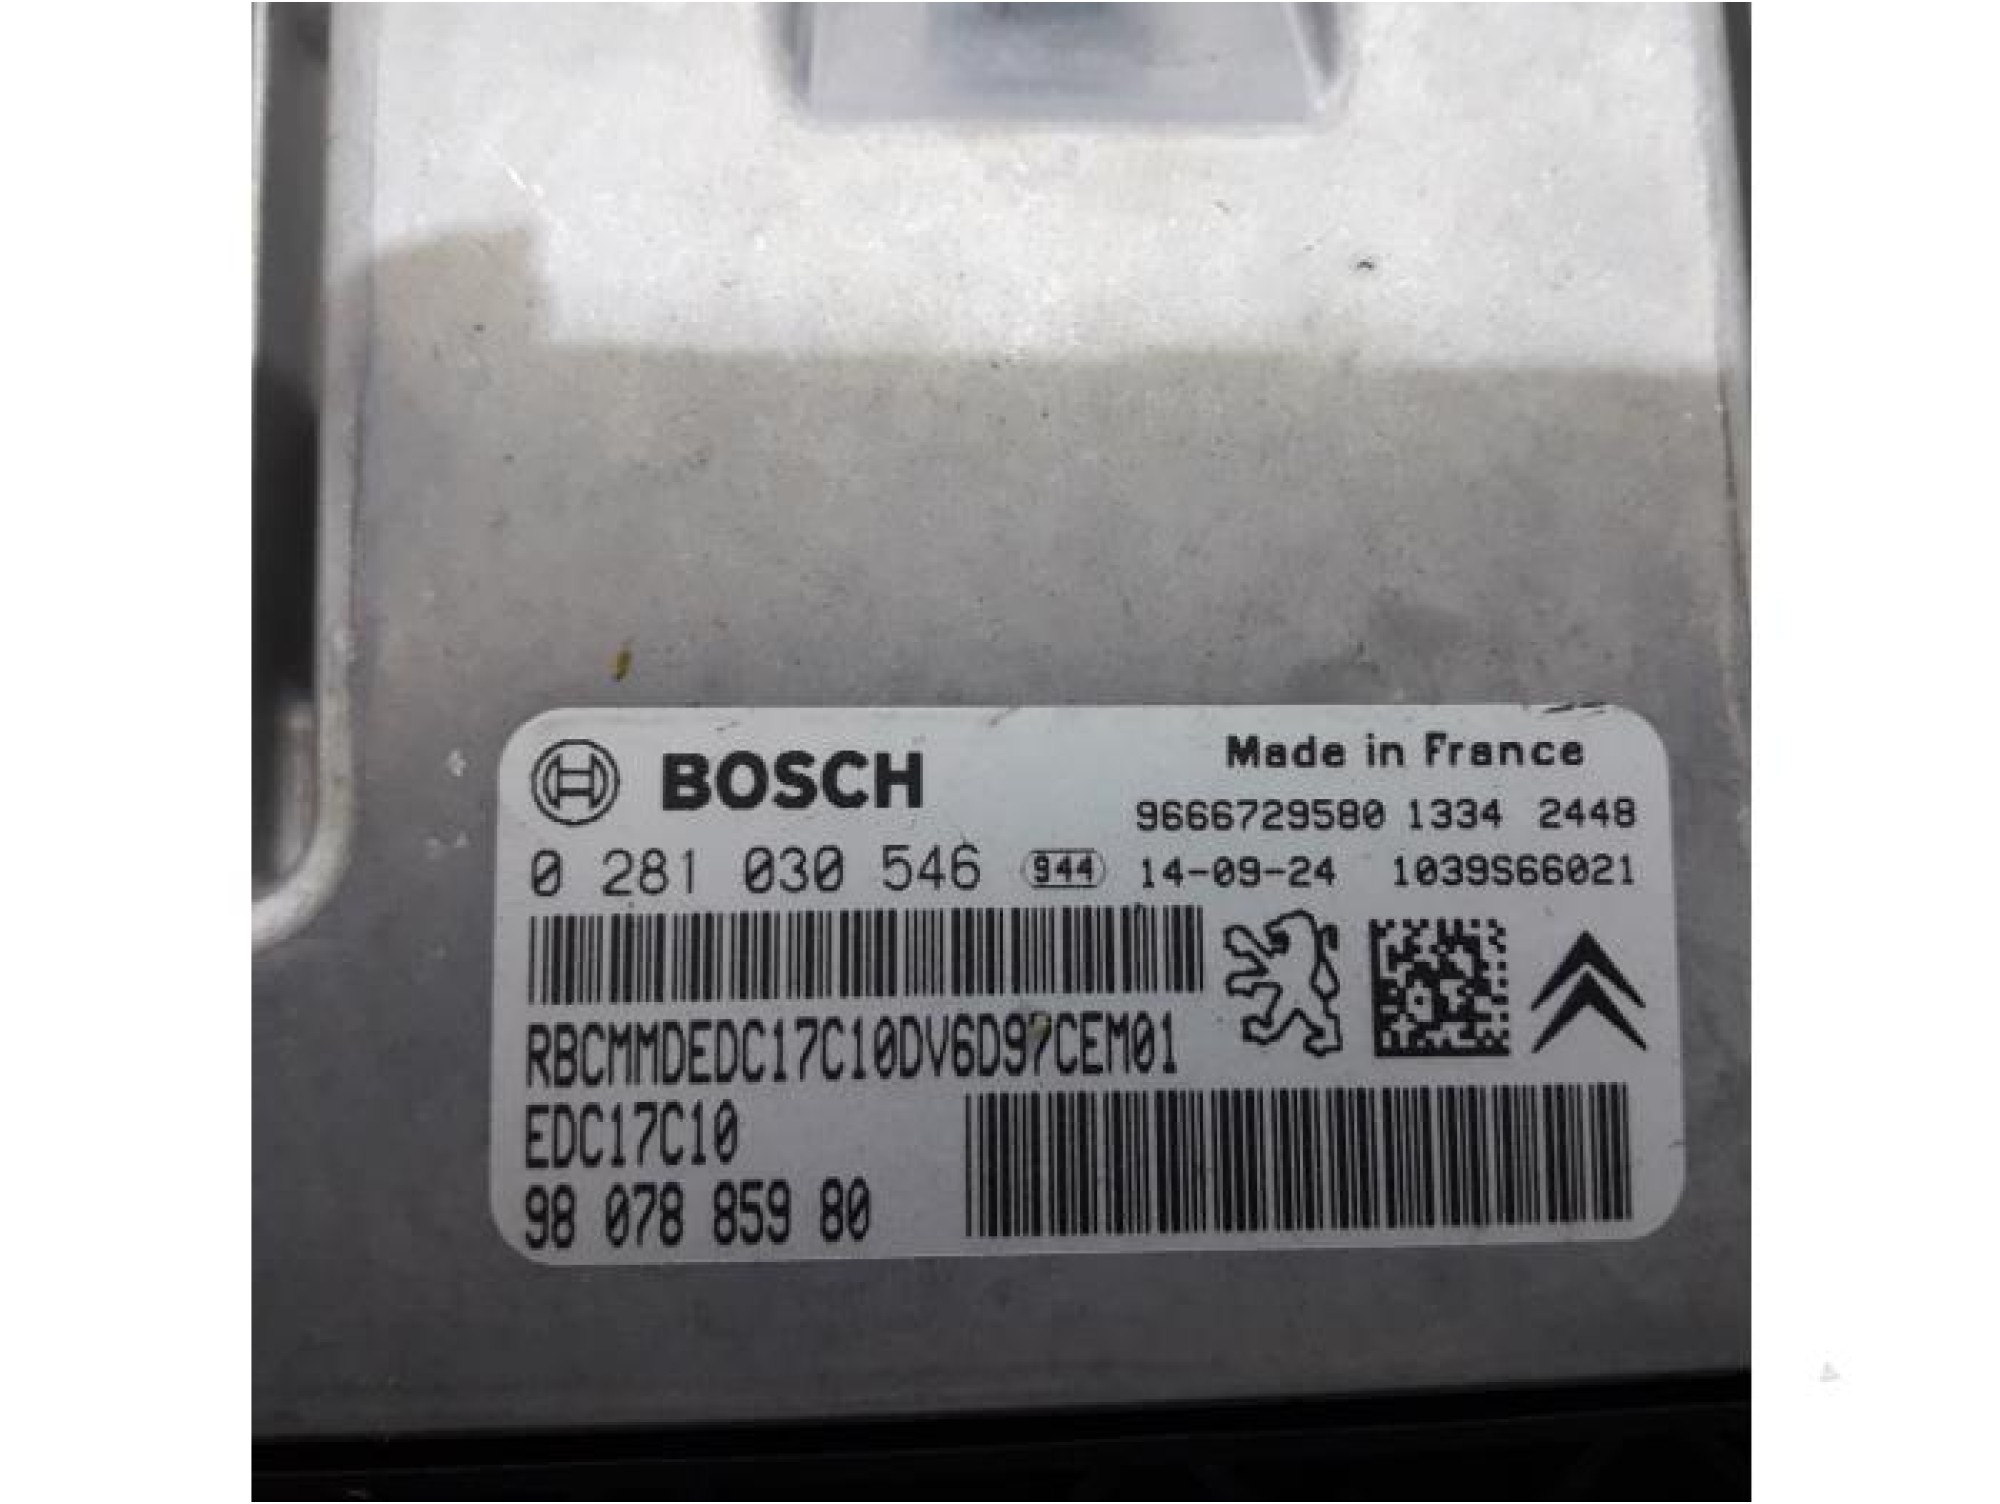 BOSCH
Made in France
9666729580 1334 2448
0 281 030 546 944 14-09-24 1039S66021
RBCMMDEDC17C10DV6D97CEM01
EDC17C10
98 078 859 80